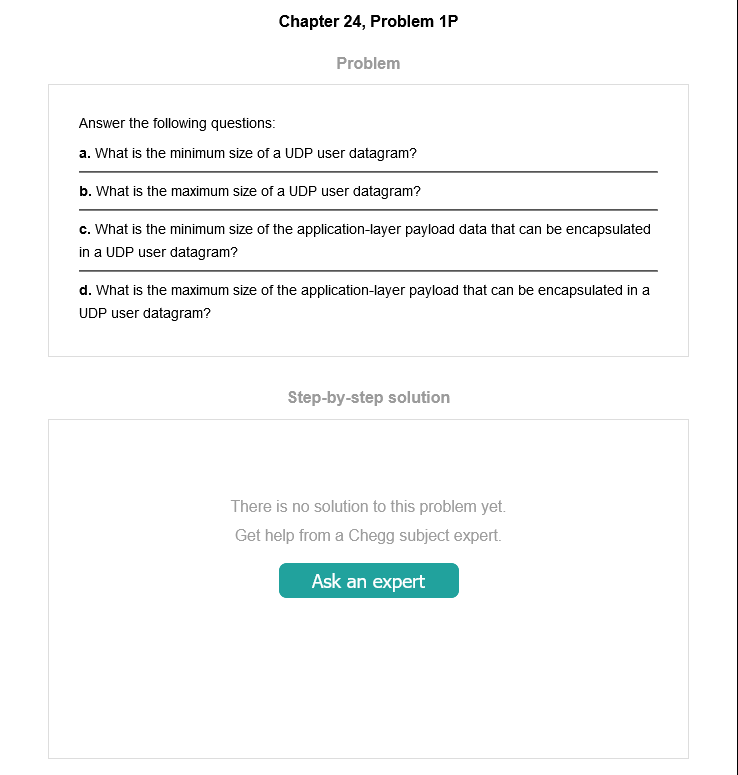 Chapter 24, Problem 1P
Problem
Answer the following questions:
a. What is the minimum size of a UDP user datagram?
b. What is the maximum size of a UDP user datagram?
c. What is the minimum size of the application-layer payload data that can be encapsulated
in a UDP user datagram?
d. What is the maximum size of the application-layer payload that can be encapsulated in a
UDP user datagram?
Step-by-step solution
There is no solution to this problem yet.
Get help from a Chegg subject expert.
Ask an expert